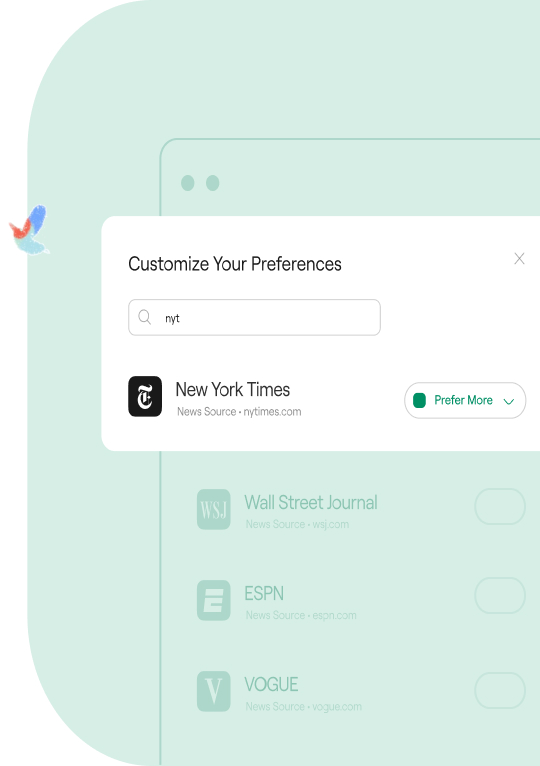 Customize Your Preferences
nyt
New York Times
News Source • nytimes.com
Prefer More
WSJ
Wall Street Journal
News Source • wsj.com
ESPN
News Source • espn.com
V
VOGUE
News Source • vogue.com